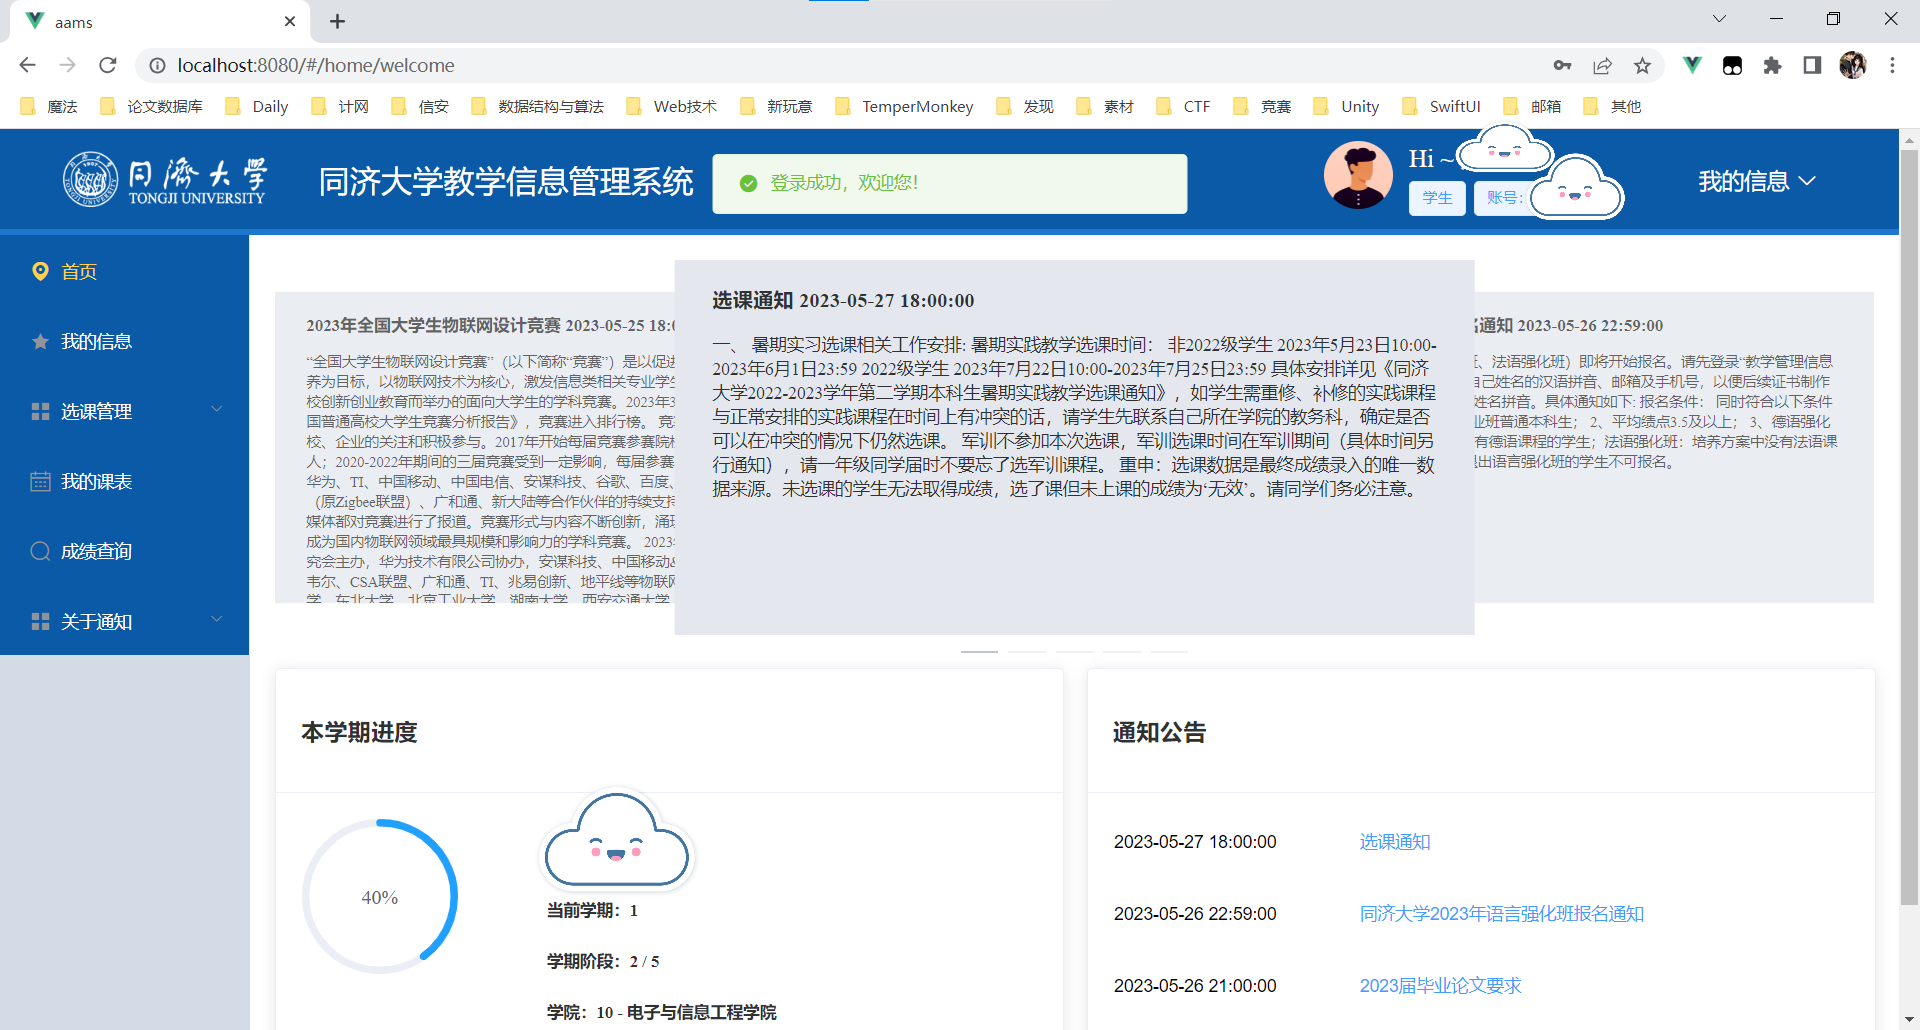 aams
localhost:8080/#/home/welcome
魔法
论文数据库
Daily
计网
信安
数据结构与算法
Web技术
新玩意
TemperMonkey
发现
素材
CTF
竞赛
Unity
SwiftUI
邮箱
其他
同濟大学
TONGJI UNIVERSITY
同济大学教学信息管理系统
登录成功，欢迎您！
Hi ~
学生
账号：
我的信息
首页
我的信息
选课管理
我的课表
成绩查询
关于通知
2023年全国大学生物联网设计竞赛 2023-05-25 18:
“全国大学生物联网设计竞赛”（以下简称“竞赛”）是以促
养为目标，以物联网技术为核心，激发信息类相关专业学
校创新创业教育而举办的面向大学生的学科竞赛。2023年
国普通高校大学生竞赛分析报告》，竞赛进入排行榜。 竞
校、企业的关注和积极参与。2017年开始每届竞赛参赛院
人；2020-2022年期间的三届竞赛受到一定影响，每届参赛
华为、TI、中国移动、中国电信、安谋科技、谷歌、百度、
（原Zigbee联盟）、广和通、新大陆等合作伙伴的持续支
媒体都对竞赛进行了报道。竞赛形式与内容不断创新，涌
成为国内物联网领域最具规模和影响力的学科竞赛。 2023
究会主办，华为技术有限公司协办，安谋科技、中国移动
韦尔、CSA联盟、广和通、TI、兆易创新、地平线等物联
学、东北大学、北京工业大学、湖南大学、西安交通大学
选课通知 2023-05-27 18:00:00
一、 暑期实习选课相关工作安排: 暑期实践教学选课时间： 非2022级学生 2023年5月23日10:00-
2023年6月1日23:59 2022级学生 2023年7月22日10:00-2023年7月25日23:59 具体安排详见《同济
大学2022-2023学年第二学期本科生暑期实践教学选课通知》，如学生需重修、补修的实践课程
与正常安排的实践课程在时间上有冲突的话，请学生先联系自己所在学院的教务科，确定是否
可以在冲突的情况下仍然选课。 军训不参加本次选课，军训选课时间在军训期间（具体时间另
行通知），请一年级同学届时不要忘了选军训课程。 重申：选课数据是最终成绩录入的唯一数
据来源。未选课的学生无法取得成绩，选了课但未上课的成绩为‘无效’。请同学们务必注意。
通知 2023-05-26 22:59:00
、法语强化班）即将开始报名。请先登录“教学管理信息
己姓名的汉语拼音、邮箱及手机号，以便后续证书制作
姓名拼音。具体通知如下: 报名条件： 同时符合以下条件
业班普通本科生； 2、平均绩点3.5及以上； 3、德语强化
有德语课程的学生；法语强化班：培养方案中没有法语课
出语言强化班的学生不可报名。
本学期进度
40%
当前学期：1
学期阶段：2 / 5
学院：10 - 电子与信息工程学院
通知公告
2023-05-27 18:00:00 选课通知
2023-05-26 22:59:00 同济大学2023年语言强化班报名通知
2023-05-26 21:00:00 2023届毕业论文要求